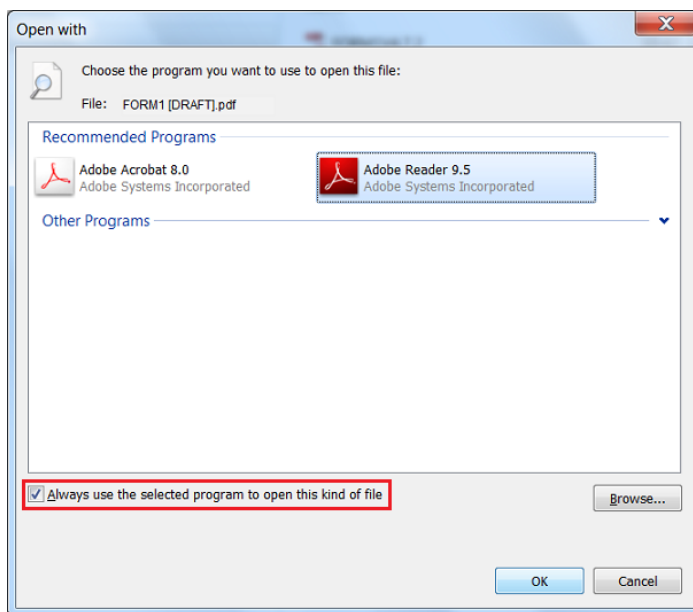 Open with
Choose the program you want to use to open this file:
File: FORM1 [DRAFT].pdf
Recommended Programs
Adobe Acrobat 8.0
Adobe Systems Incorporated
Adobe Reader 9.5
Adobe Systems Incorporated
Other Programs
Always use the selected program to open this kind of file
Browse...
OK
Cancel